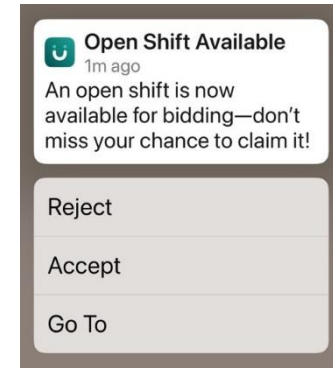 Open Shift Available
1m ago
An open shift is now
available for bidding—don't
miss your chance to claim it!
Reject
Accept
Go To